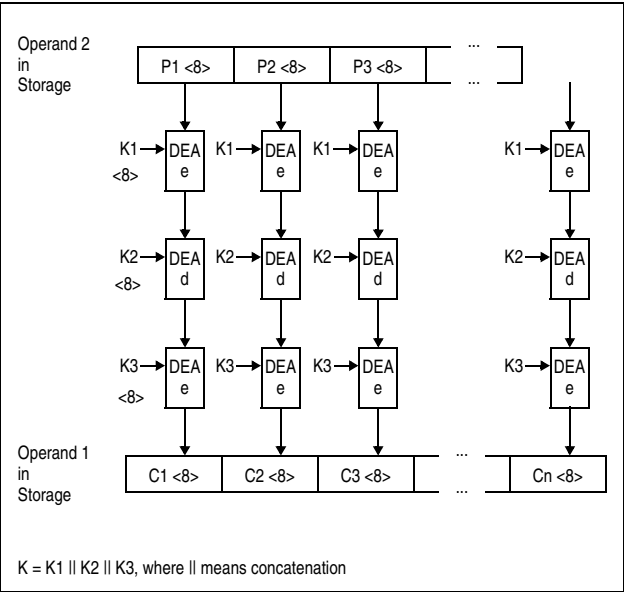 Operand 2
in
Storage
P1 <8> P2 <8> P3 <8> ...
...
K1 DEA K1 DEA K1 DEA K1 DEA
<8> e e e e
K2 DEA K2 DEA K2 DEA K2 DEA
<8> d d d d
K3 DEA K3 DEA K3 DEA K3 DEA
<8> e e e e
Operand 1
in
Storage
C1 <8> C2 <8> C3 <8> ... Cn <8>
...
K = K1 || K2 || K3, where || means concatenation